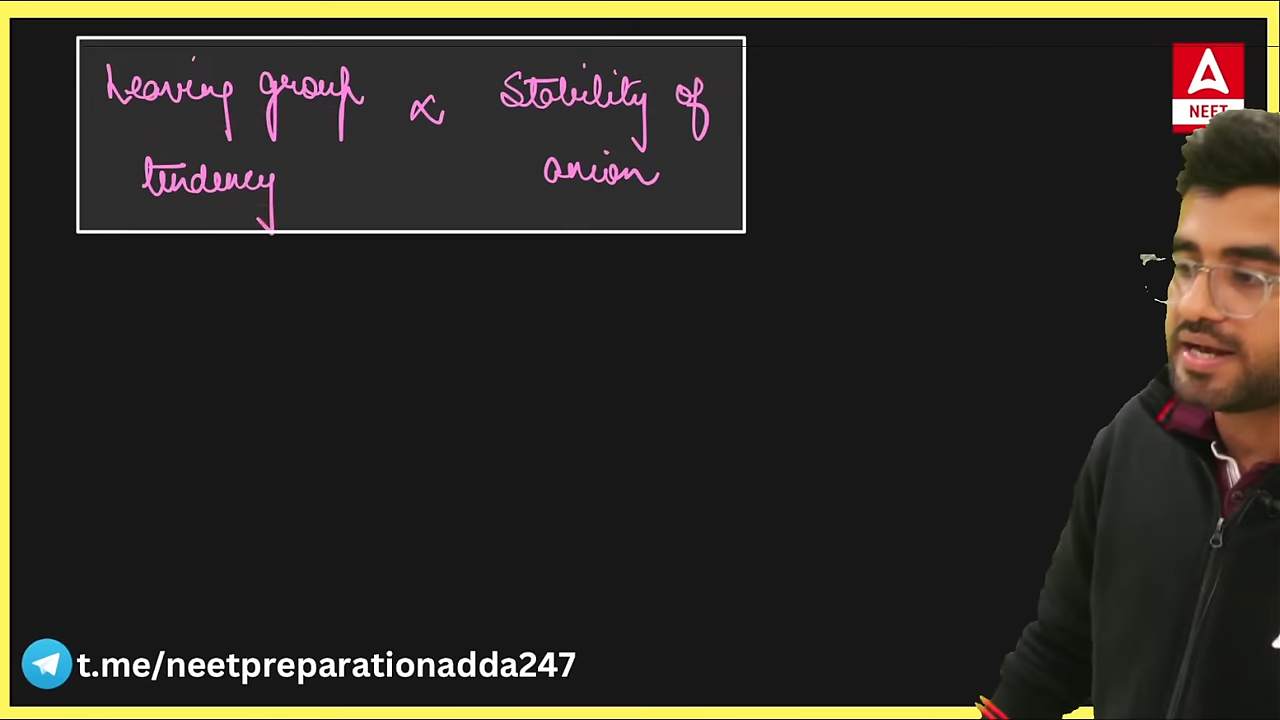 Leaving group ∝ Stability of
tendency anion
NEET
t.me/neetpreparationadda247